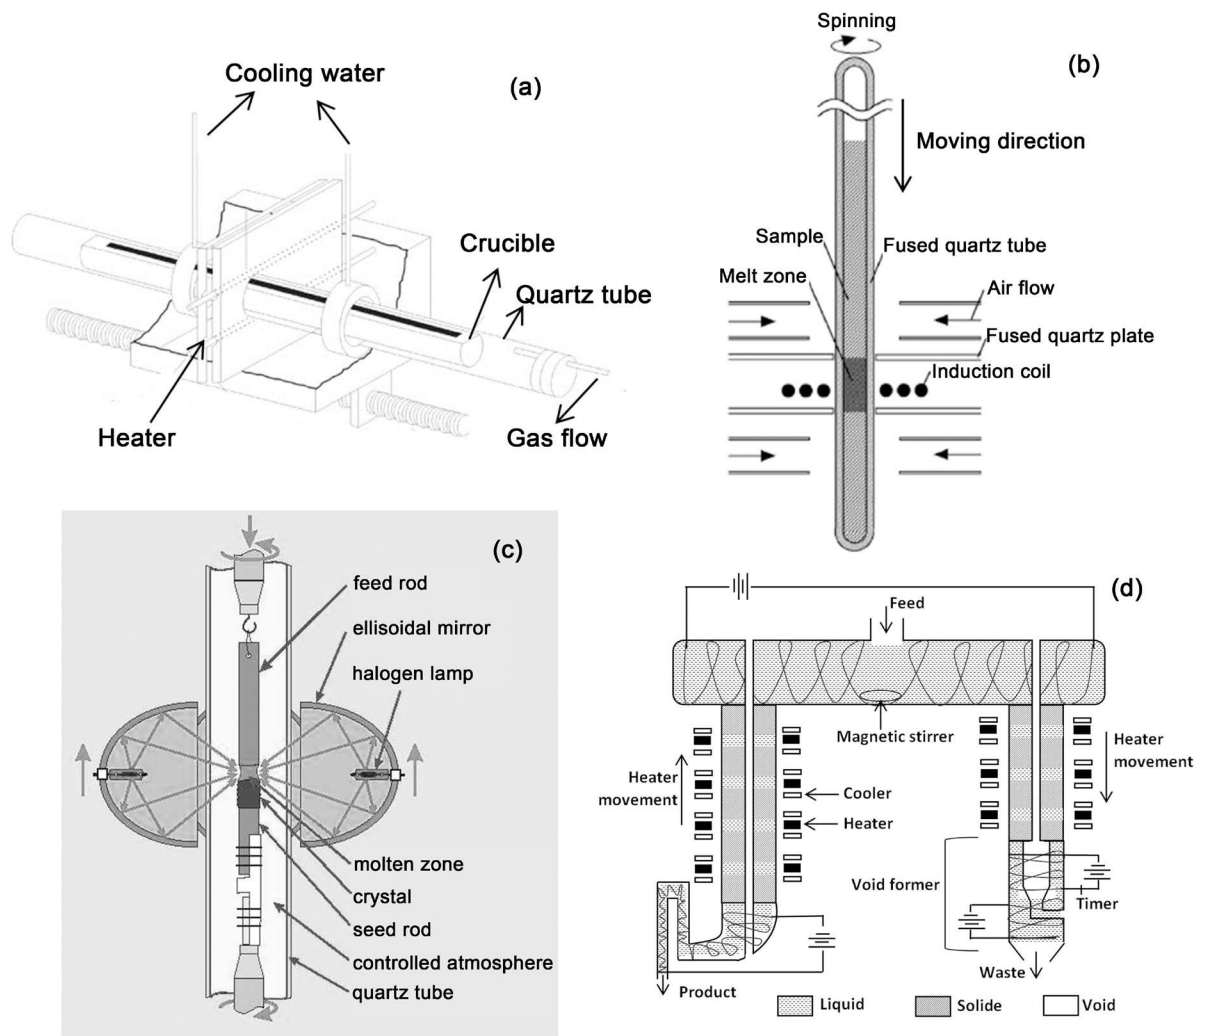 Cooling water
(a)
Crucible
Quartz tube
Heater
Gas flow
Spinning
(b)
Moving direction
Sample
Fused quartz tube
Melt zone
Air flow
Fused quartz plate
Induction coil
(c)
feed rod
ellisoidal mirror
halogen lamp
molten zone
crystal
seed rod
controlled atmosphere
quartz tube
(d)
Feed
Magnetic stirrer
Heater
movement
Heater
movement
Cooler
Heater
Void former
Timer
Product
Waste
Liquid
Solide
Void